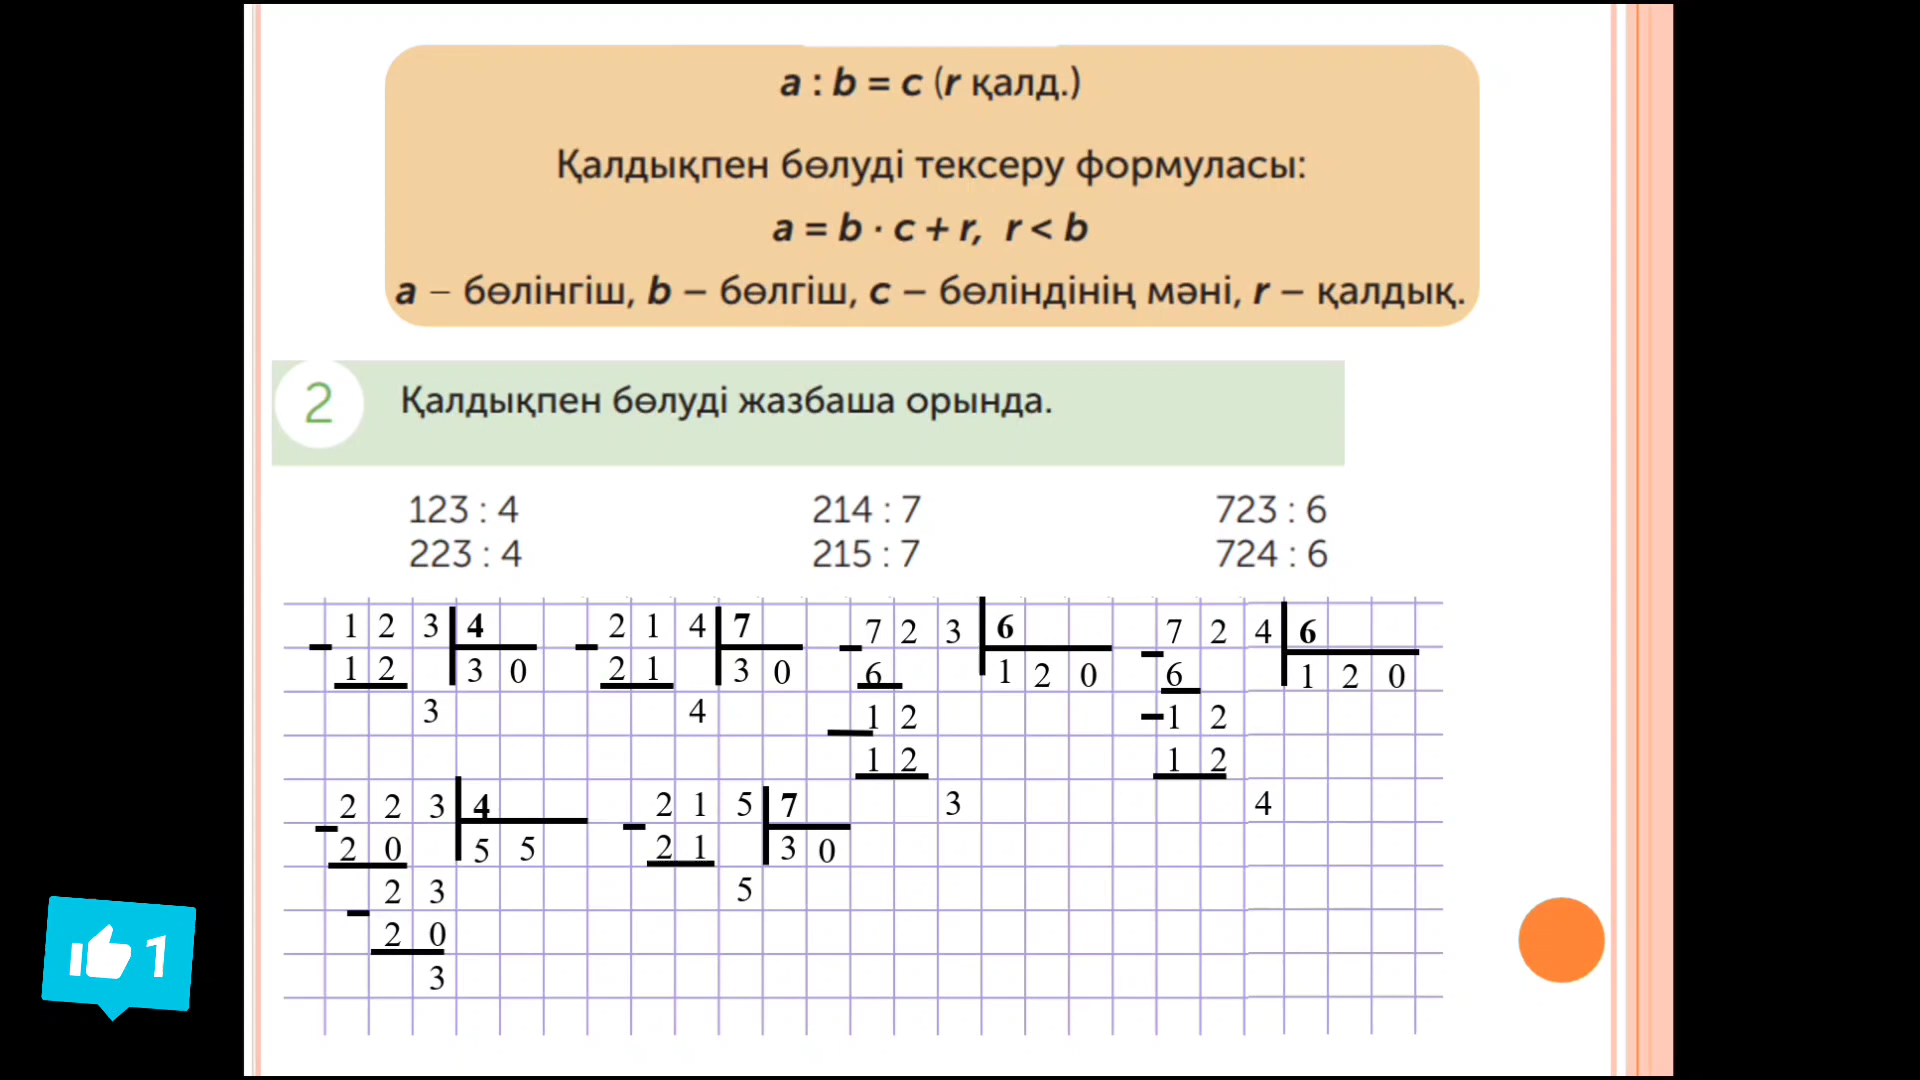 a : b = c (r қалд.)
Қалдықпен бөлуді тексеру формуласы:
a = b · c + r, r < b
a – бөлінгіш, b – бөлгіш, c – бөліндінің мәні, r – қалдық.
2 Қалдықпен бөлуді жазбаша орында.
123 : 4 214 : 7 723 : 6
223 : 4 215 : 7 724 : 6
1 2 3 4
1 2 3 0
3
2 1 4 7
2 1 3 0
4
7 2 3 6
6 1 2 0
1 2
1 2
3
7 2 4 6
6 1 2 0
1 2
1 2
4
2 2 3 4
2 0 5 5
2 3
2 0
3
2 1 5 7
2 1 3 0
5
1